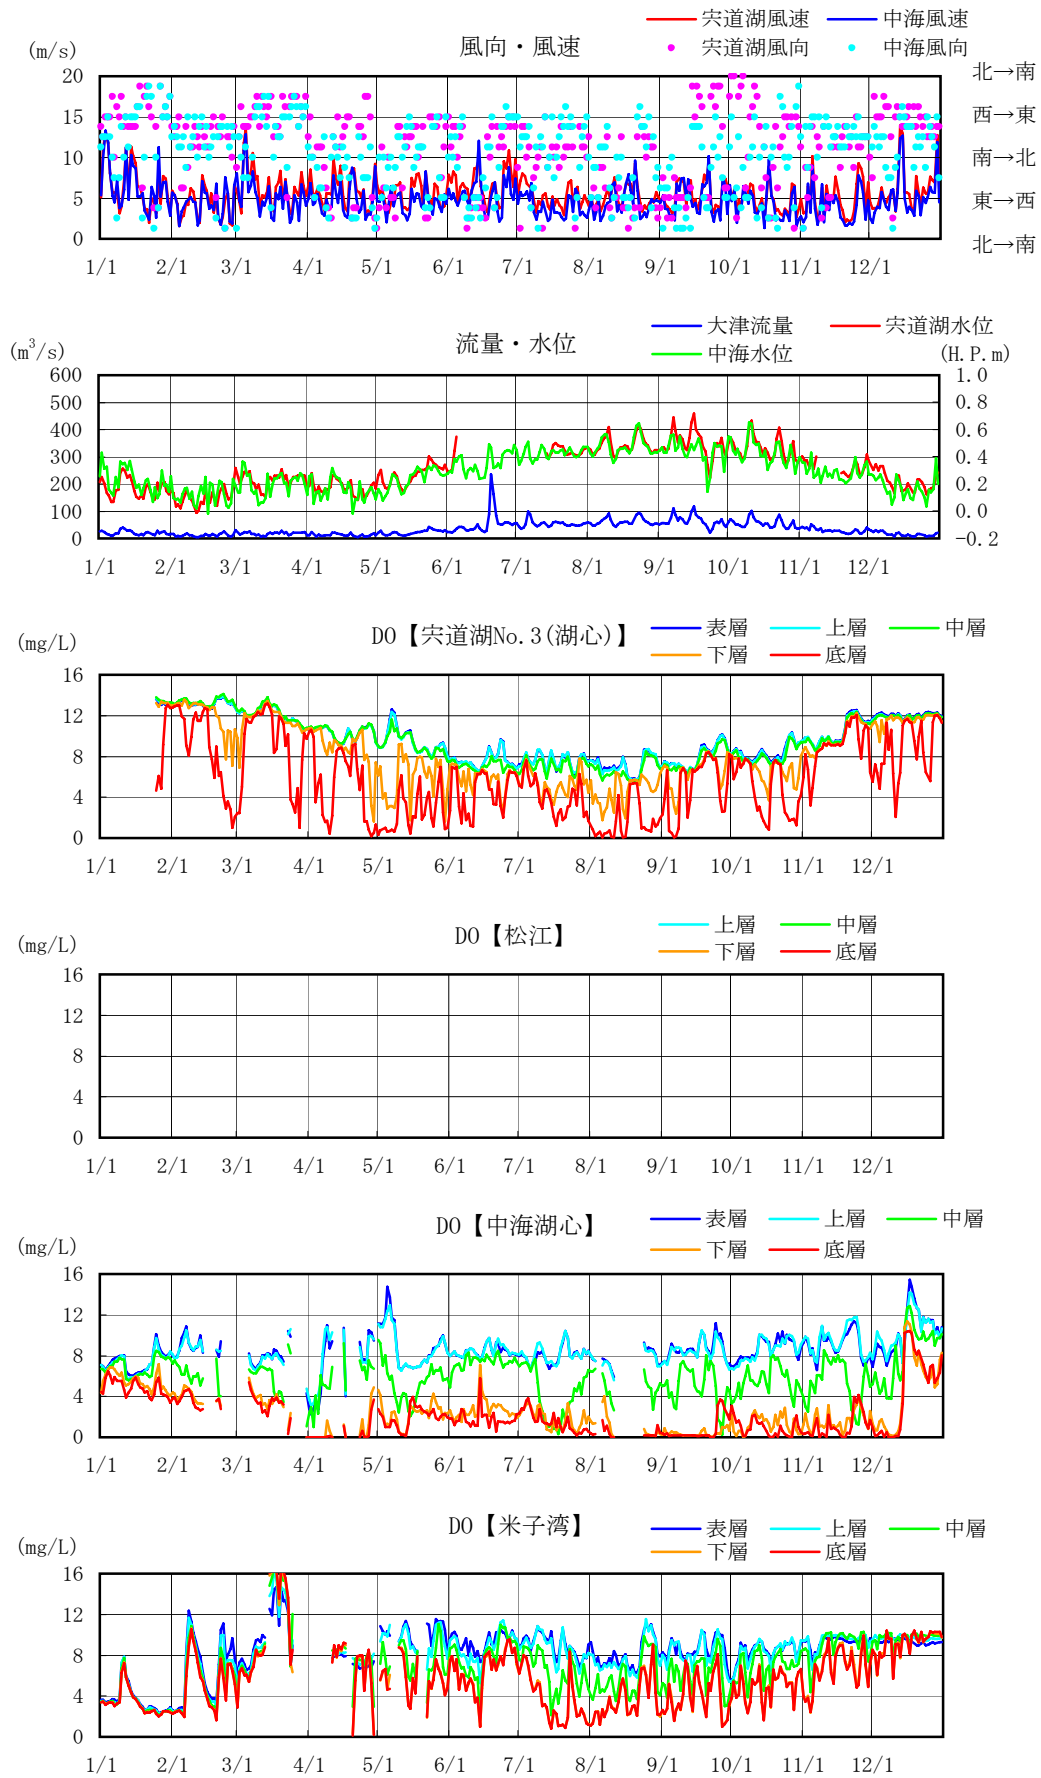 風向・風速
宍道湖風速 中海風速
宍道湖風向 中海風向
(m/s)
20
15
10
5
0
北→南
西→東
南→北
東→西
北→南
1/1 2/1 3/1 4/1 5/1 6/1 7/1 8/1 9/1 10/1 11/1 12/1
流量・水位
大津流量 宍道湖水位
中海水位
(m³/s)
(H.P.m)
600 1.0
500 0.8
400 0.6
300 0.4
200 0.2
100 0.0
0 -0.2
1/1 2/1 3/1 4/1 5/1 6/1 7/1 8/1 9/1 10/1 11/1 12/1
DO【宍道湖No.3(湖心)】
表層 上層 中層
下層 底層
(mg/L)
16
12
8
4
0
1/1 2/1 3/1 4/1 5/1 6/1 7/1 8/1 9/1 10/1 11/1 12/1
DO【松江】
上層 中層
下層 底層
(mg/L)
16
12
8
4
0
1/1 2/1 3/1 4/1 5/1 6/1 7/1 8/1 9/1 10/1 11/1 12/1
DO【中海湖心】
表層 上層 中層
下層 底層
(mg/L)
16
12
8
4
0
1/1 2/1 3/1 4/1 5/1 6/1 7/1 8/1 9/1 10/1 11/1 12/1
DO【米子湾】
表層 上層 中層
下層 底層
(mg/L)
16
12
8
4
0
1/1 2/1 3/1 4/1 5/1 6/1 7/1 8/1 9/1 10/1 11/1 12/1